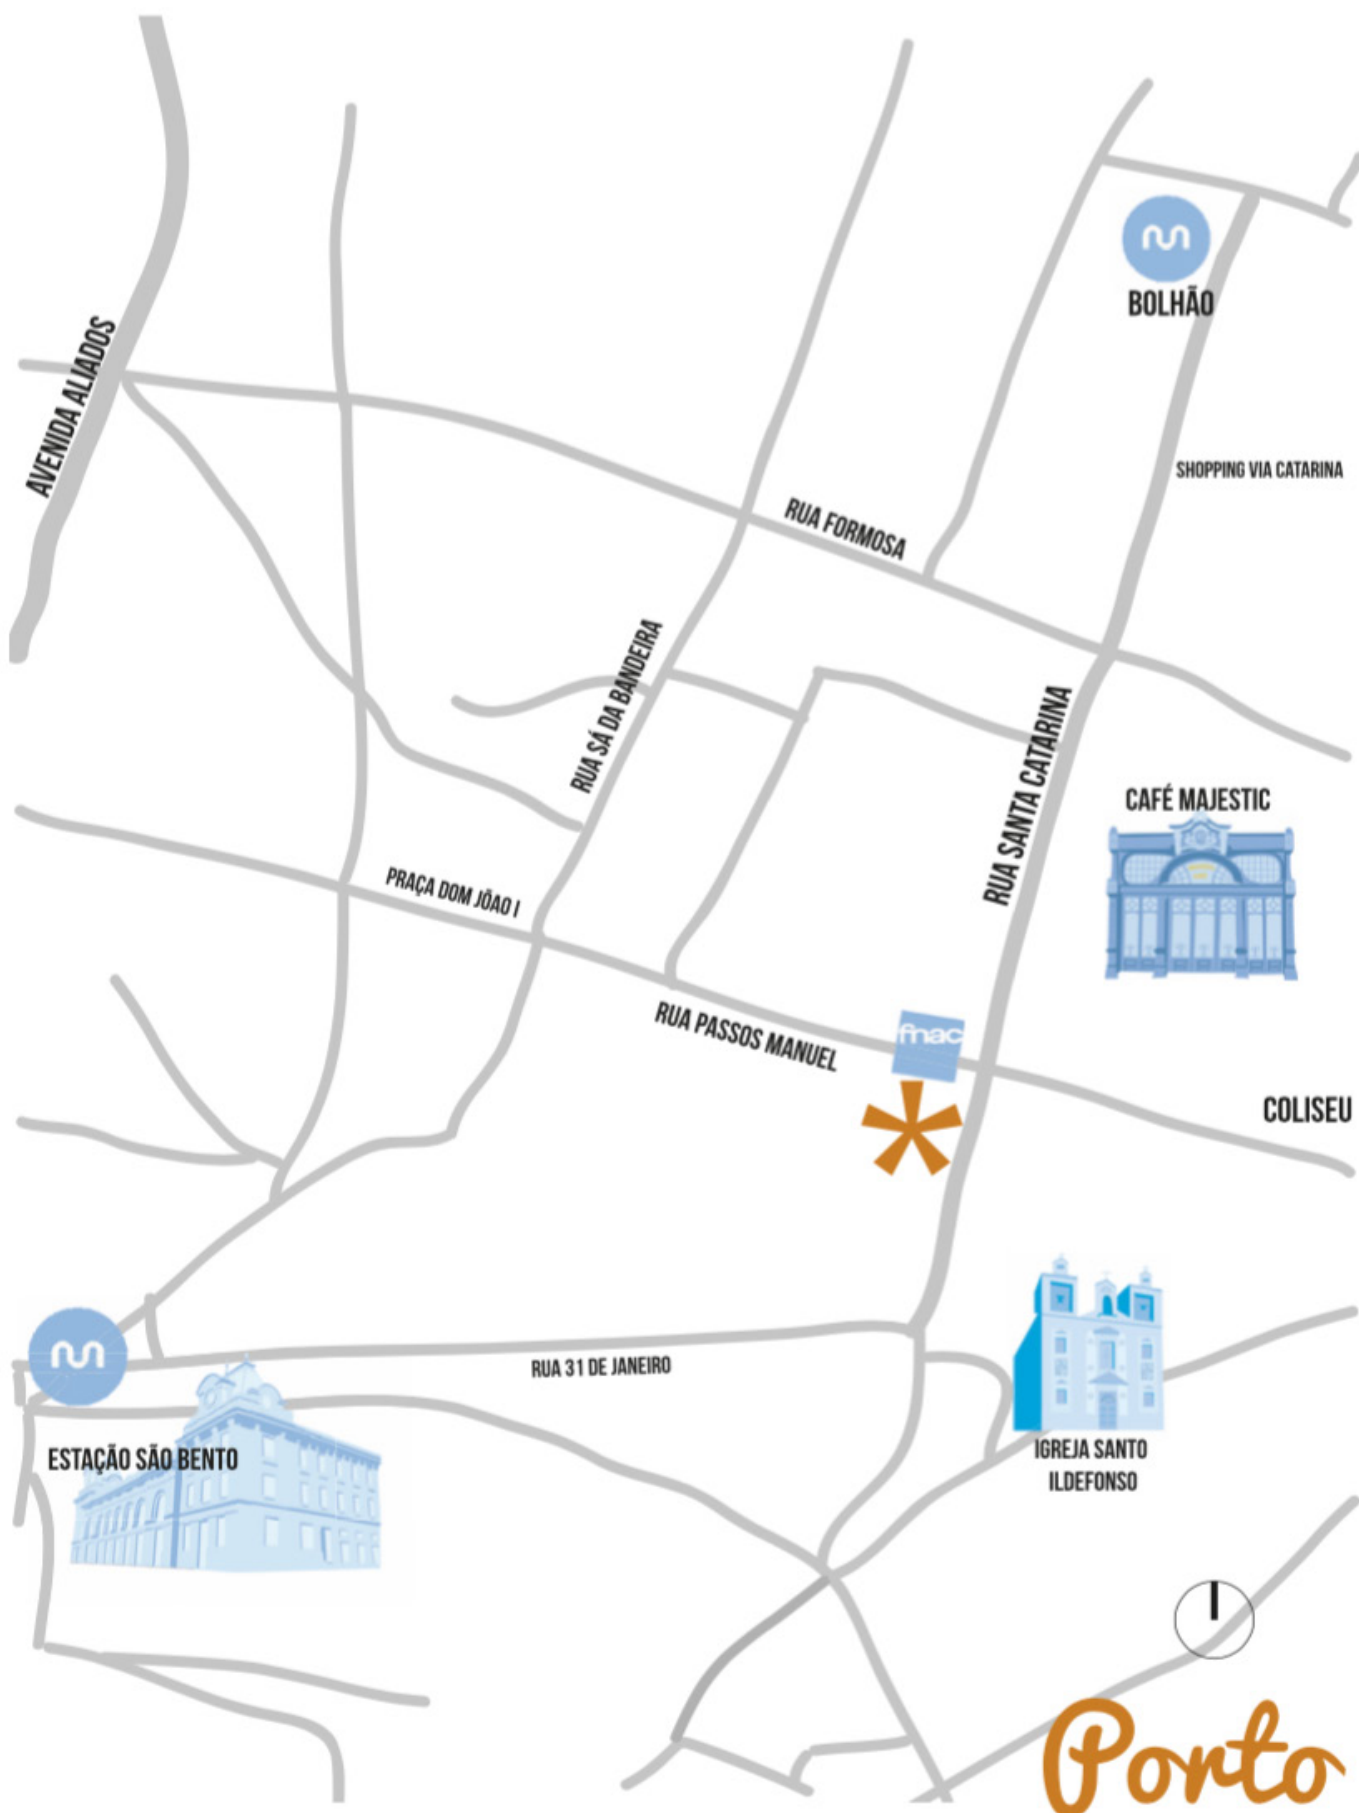 BOLHÃO
AVENIDA ALIADOS
SHOPPING VIA CATARINA
RUA FORMOSA
RUA SÁ DA BANDEIRA
RUA SANTA CATARINA
CAFÉ MAJESTIC
PRAÇA DOM JÕAO I
RUA PASSOS MANUEL
fnac
COLISEU
RUA 31 DE JANEIRO
ESTAÇÃO SÃO BENTO
IGREJA SANTO
ILDEFONSO
Porto